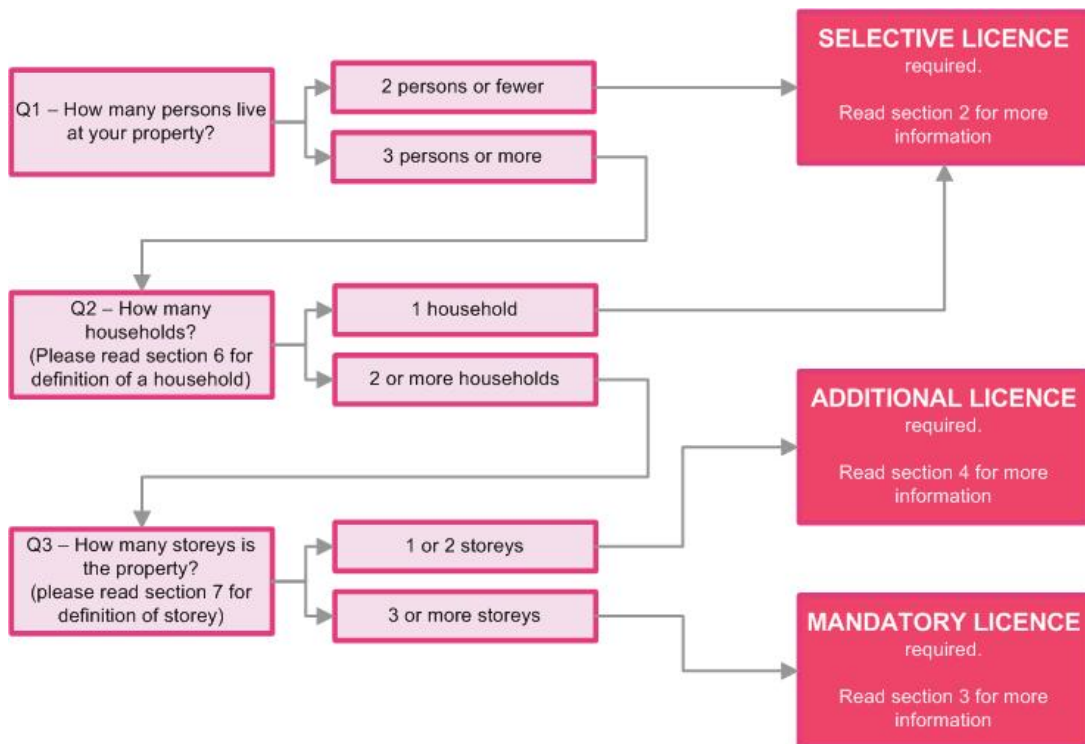 Q1 – How many persons live
at your property?
2 persons or fewer
3 persons or more
SELECTIVE LICENCE
required.
Read section 2 for more
information
Q2 – How many
households?
(Please read section 6 for
definition of a household)
1 household
2 or more households
ADDITIONAL LICENCE
required.
Read section 4 for more
information
Q3 – How many storeys is
the property?
(please read section 7 for
definition of storey)
1 or 2 storeys
3 or more storeys
MANDATORY LICENCE
required.
Read section 3 for more
information